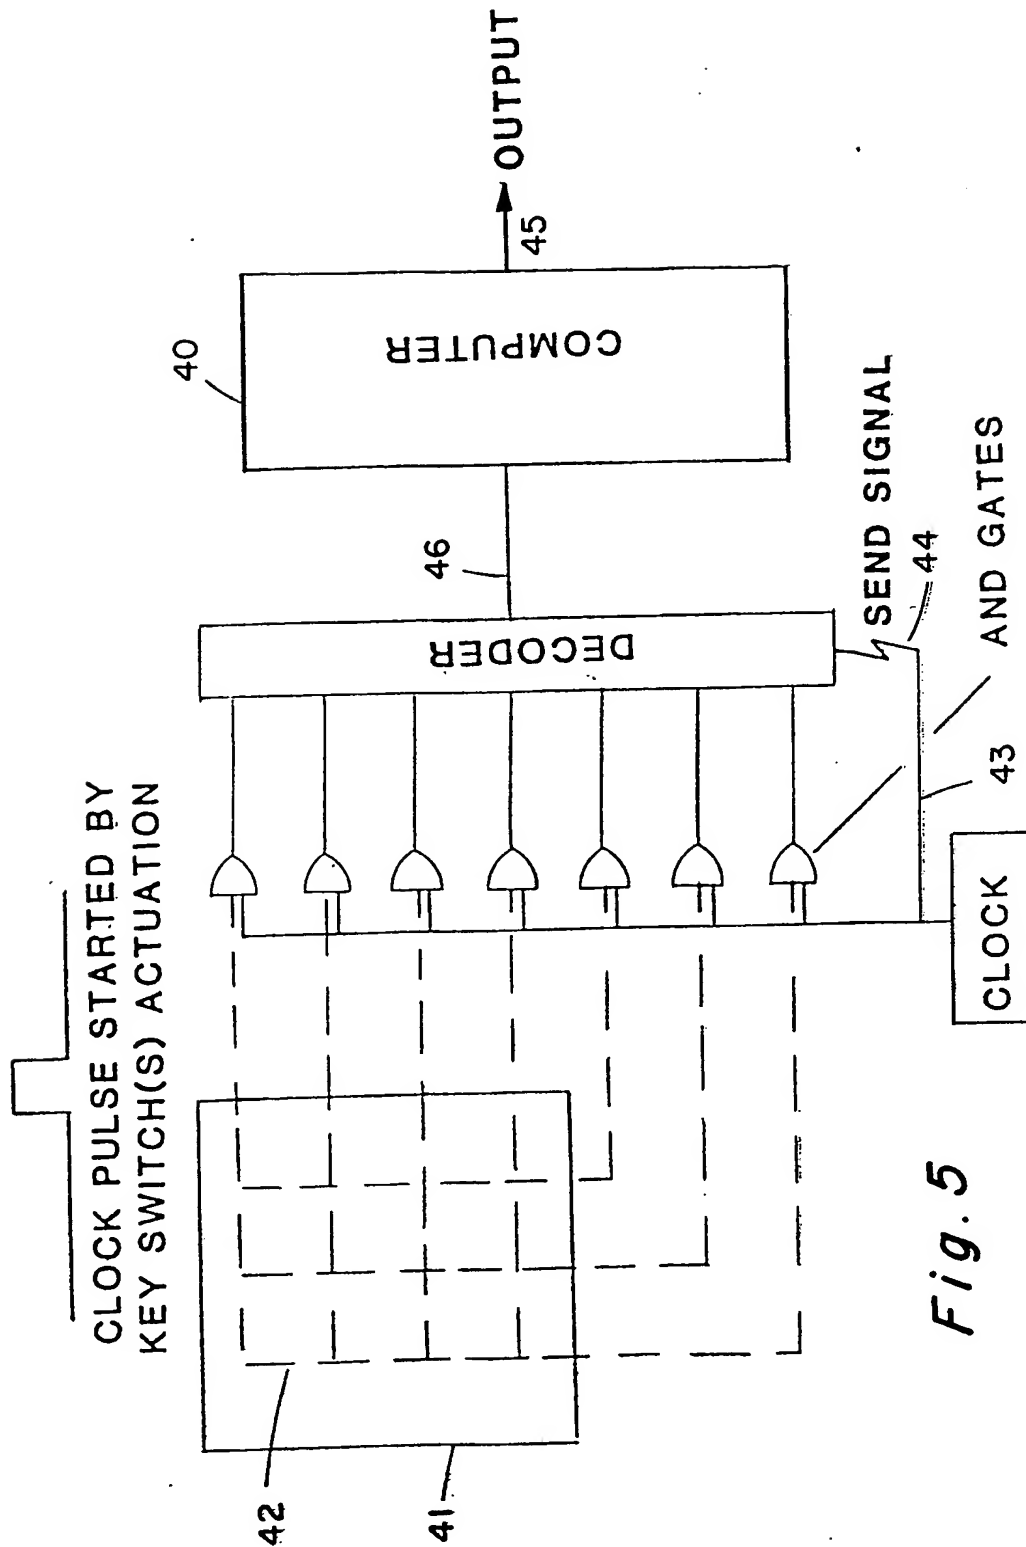 CLOCK PULSE STARTED BY
KEY SWITCH(S) ACTUATION
42
41
40
COMPUTER
45
OUTPUT
46
DECODER
SEND SIGNAL
44
AND GATES
43
CLOCK
Fig. 5